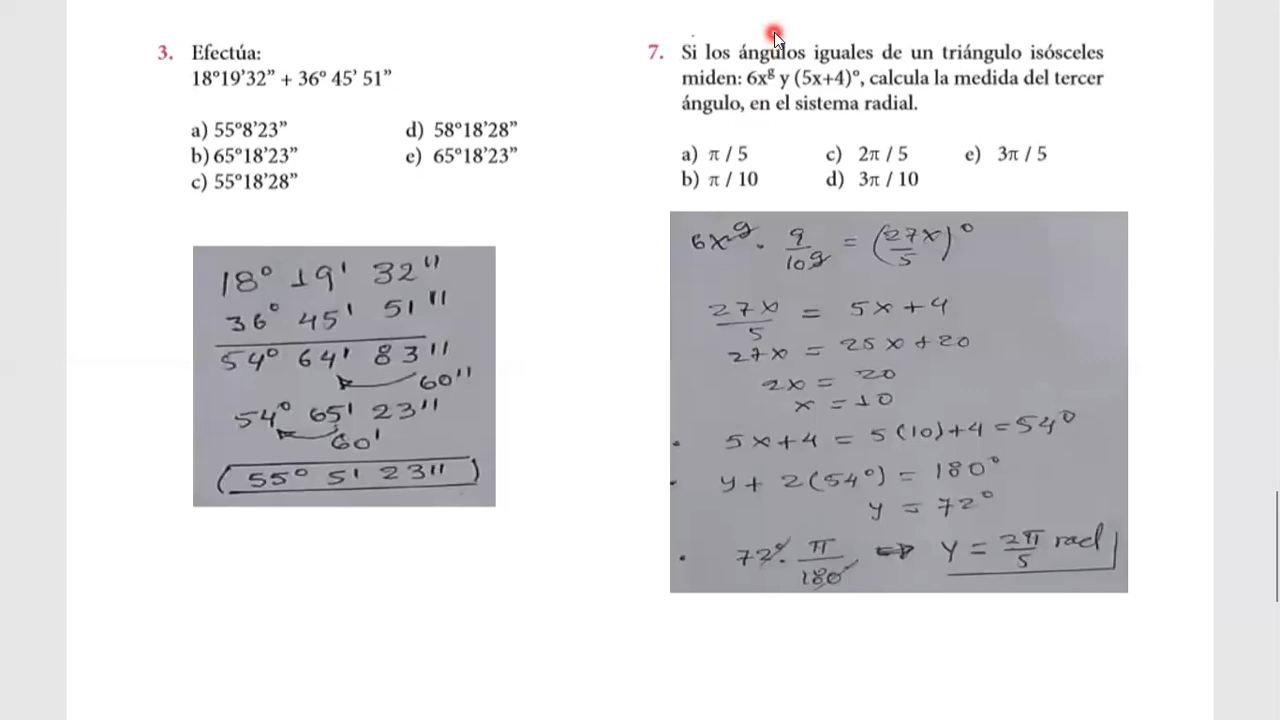 3. Efectúa:
18°19’32” + 36° 45’ 51”
a) 55°8’23”
d) 58°18’28”
b) 65°18’23”
e) 65°18’23”
c) 55°18’28”
18° 19' 32"
36° 45' 51"
54° 64' 83"
60"
54° 65' 23"
60'
55° 5' 23"
7. Si los ángulos iguales de un triángulo isósceles
miden: 6xᵍ y (5x+4)°, calcula la medida del tercer
ángulo, en el sistema radial.
a) π / 5
c) 2π / 5
e) 3π / 5
b) π / 10
d) 3π / 10
6xᵍ . 9/10ᵍ = (27x/5)°
27x/5 = 5x+4
27x = 25x+20
2x = 20
x = 10
. 5x+4 = 5(10)+4=54°
. y + 2(54°) = 180°
y = 72°
. 72° . π/180° ⇒ y = 2π/5 rad